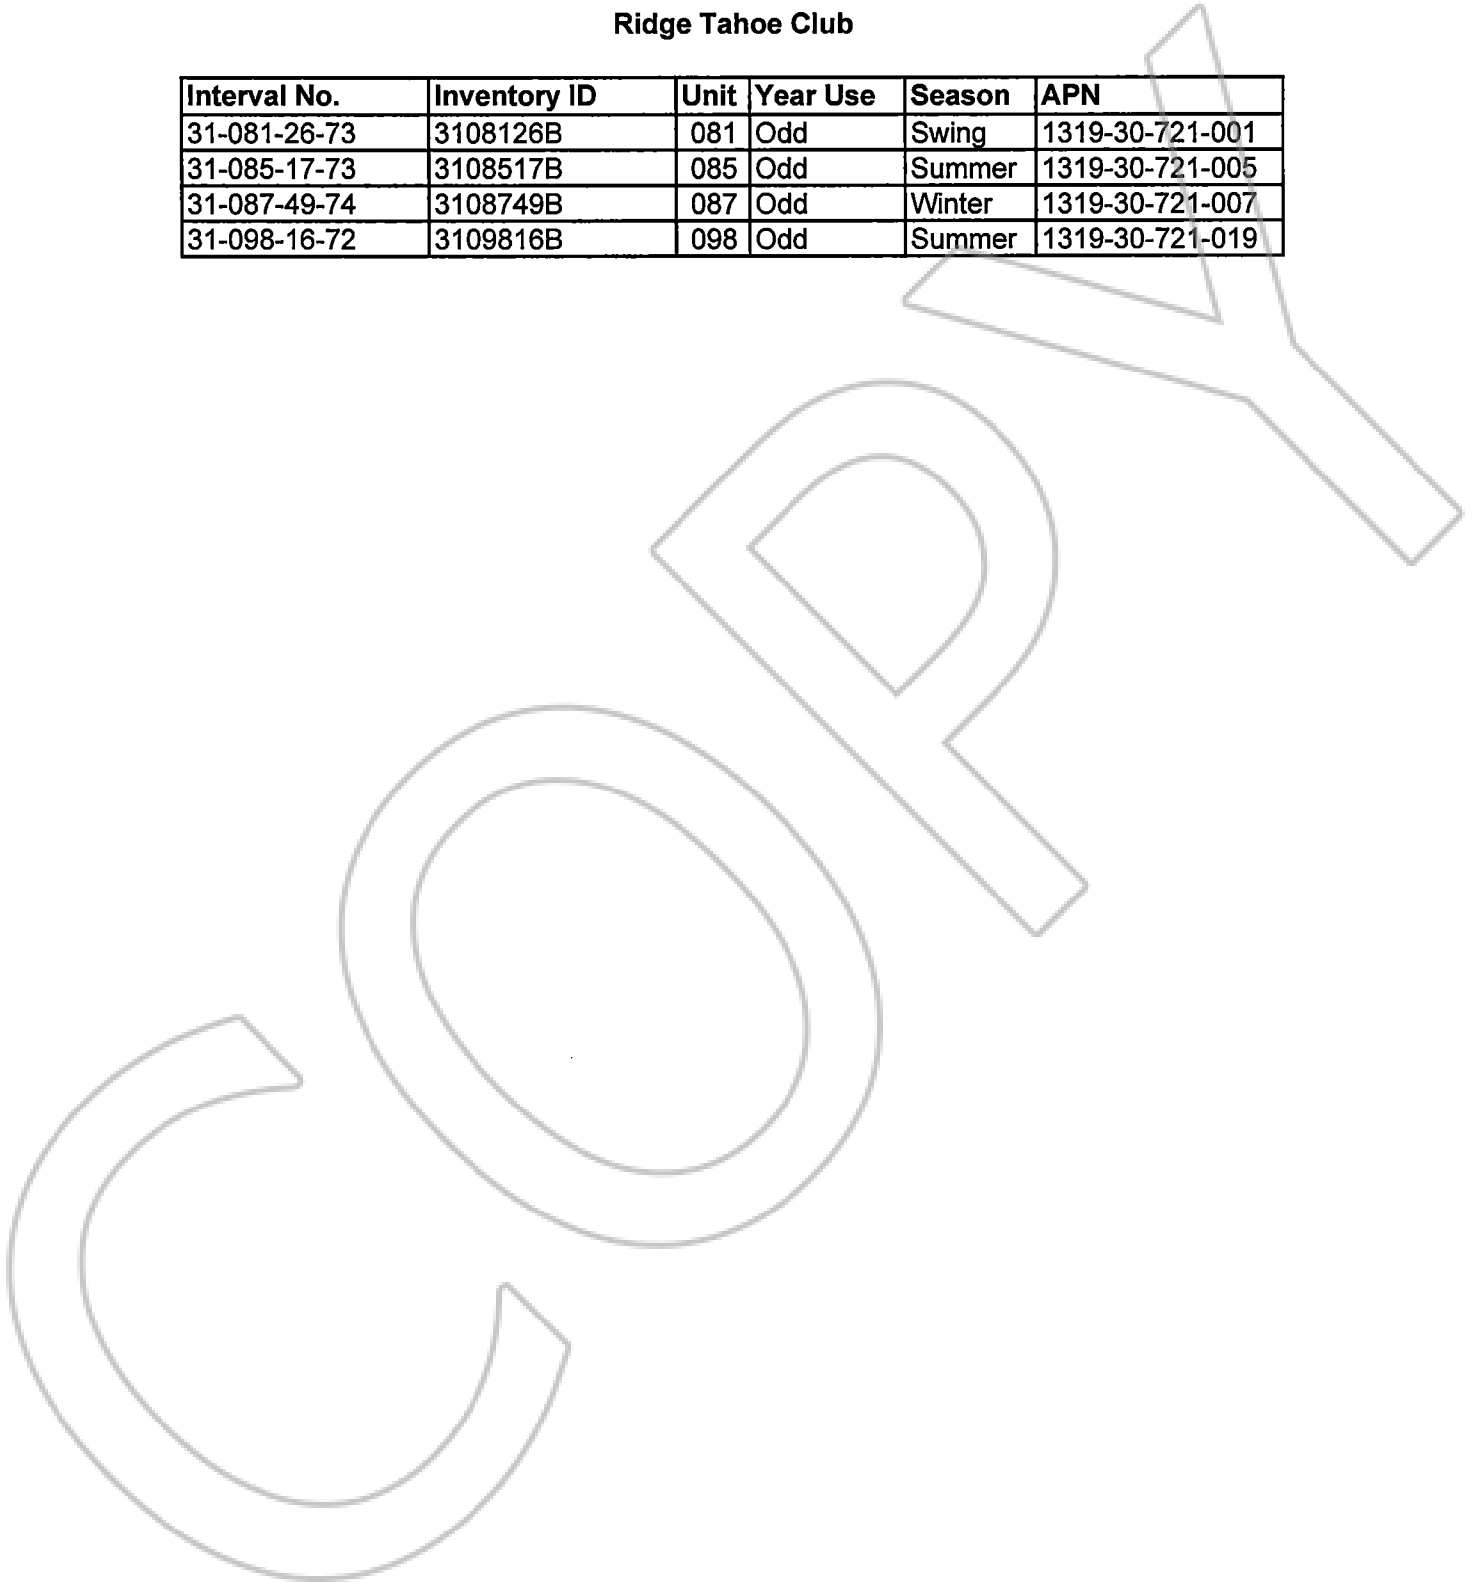 Ridge Tahoe Club
Interval No. Inventory ID Unit Year Use Season APN
31-081-26-73 3108126B 081 Odd Swing 1319-30-721-001
31-085-17-73 3108517B 085 Odd Summer 1319-30-721-005
31-087-49-74 3108749B 087 Odd Winter 1319-30-721-007
31-098-16-72 3109816B 098 Odd Summer 1319-30-721-019
COPY